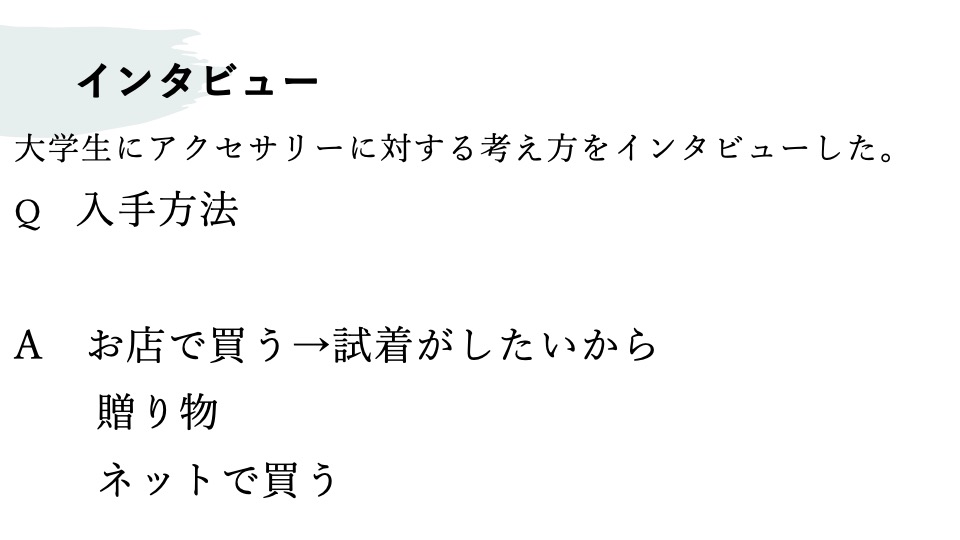 インタビュー
大学生にアクセサリーに対する考え方をインタビューした。
Q　入手方法
A　お店で買う→試着がしたいから
贈り物
ネットで買う